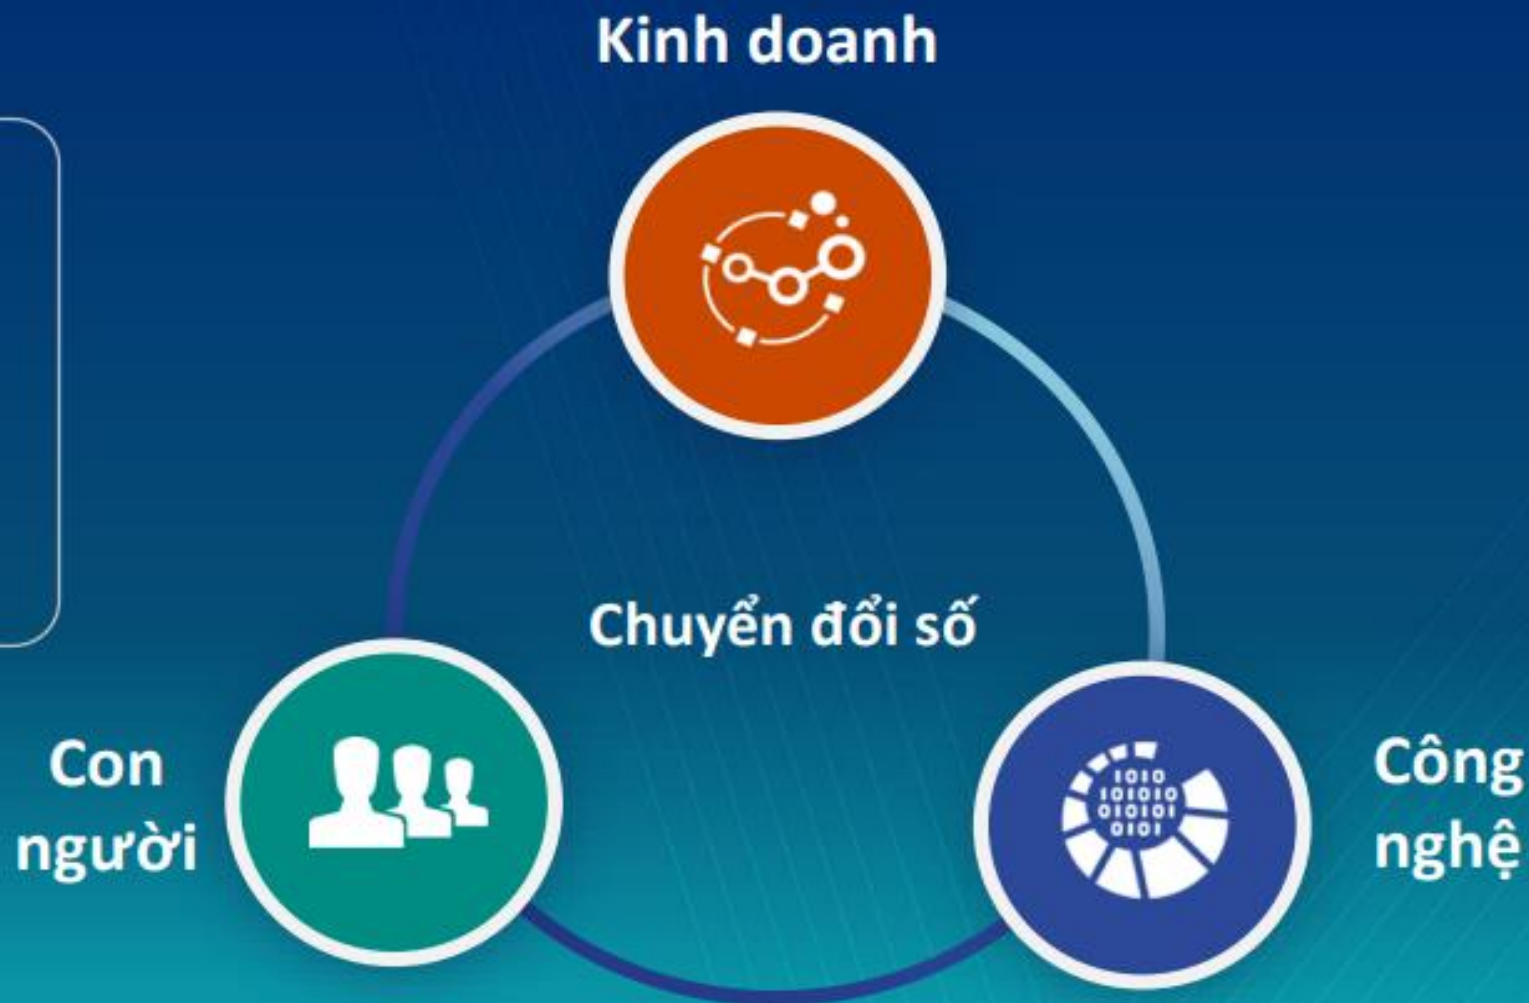 Kinh doanh
Chuyển đổi số
Con
người
Công
nghệ
1010
101010
010101
0101